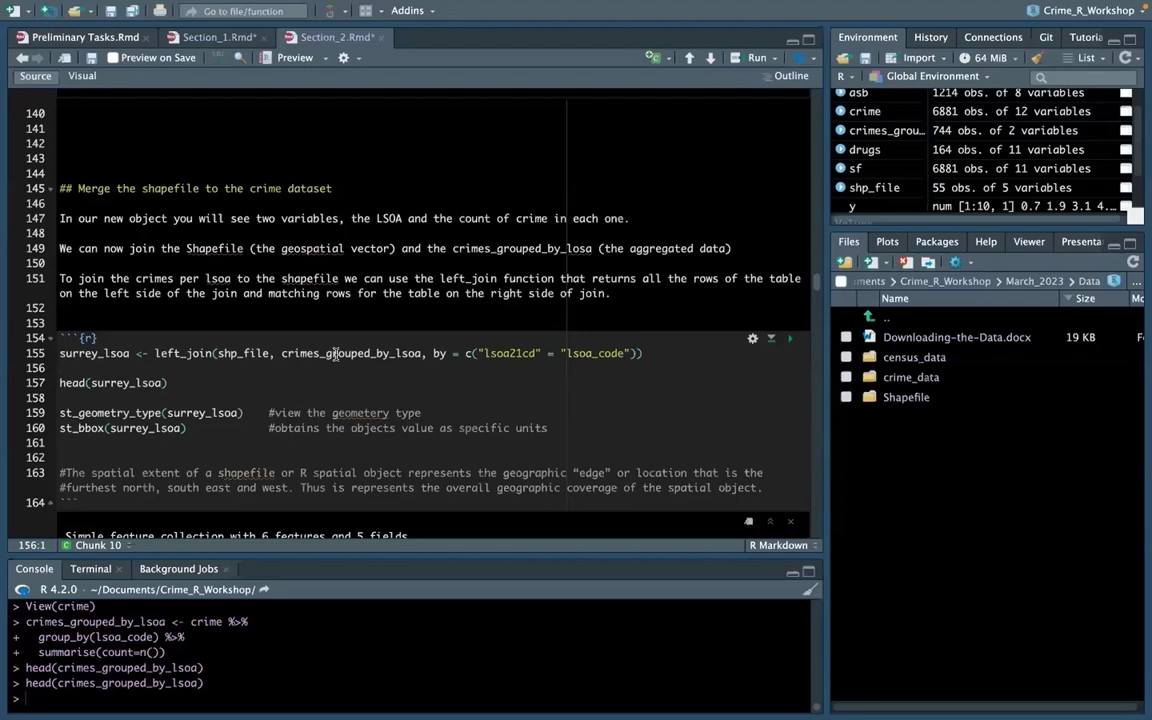 Go to file/function
Addins
Crime_R_Workshop
Preliminary Tasks.Rmd
Section_1.Rmd*
Section_2.Rmd*
Preview on Save
Preview
Run
Source
Visual
Outline
140
141
142
143
144
145 ## Merge the shapefile to the crime dataset
146
147 In our new object you will see two variables, the LSOA and the count of crime in each one.
148
149 We can now join the Shapefile (the geospatial vector) and the crimes_grouped_by_losa (the aggregated data)
150
151 To join the crimes per lsoa to the shapefile we can use the left_join function that returns all the rows of the table
on the left side of the join and matching rows for the table on the right side of join.
152
153
154 ```{r}
155 surrey_lsoa <- left_join(shp_file, crimes_grouped_by_lsoa, by = c("lsoa21cd" = "lsoa_code"))
156
157 head(surrey_lsoa)
158
159 st_geometry_type(surrey_lsoa) #view the geometery type
160 st_bbox(surrey_lsoa) #obtains the objects value as specific units
161
162
163 #The spatial extent of a shapefile or R spatial object represents the geographic “edge” or location that is the
#furthest north, south east and west. Thus is represents the overall geographic coverage of the spatial object.
164 ```
Simple feature collection with 6 features and 5 fields
156:1 Chunk 10 R Markdown
Console Terminal Background Jobs
R 4.2.0 · ~/Documents/Crime_R_Workshop/
> View(crime)
> crimes_grouped_by_lsoa <- crime %>%
+ group_by(lsoa_code) %>%
+ summarise(count=n())
> head(crimes_grouped_by_lsoa)
> head(crimes_grouped_by_lsoa)
>
Environment History Connections Git Tutoria
Import 64 MiB List
R Global Environment
asb 1214 obs. of 8 variables
crime 6881 obs. of 12 variables
crimes_grou… 744 obs. of 2 variables
drugs 164 obs. of 11 variables
sf 6881 obs. of 11 variables
shp_file 55 obs. of 5 variables
y num [1:10, 1] 0.7 1.9 3.1 4.…
Files Plots Packages Help Viewer Presenta
ments Crime_R_Workshop March_2023 Data ...
Name Size Mo
..
Downloading-the-Data.docx 19 KB
census_data
crime_data
Shapefile